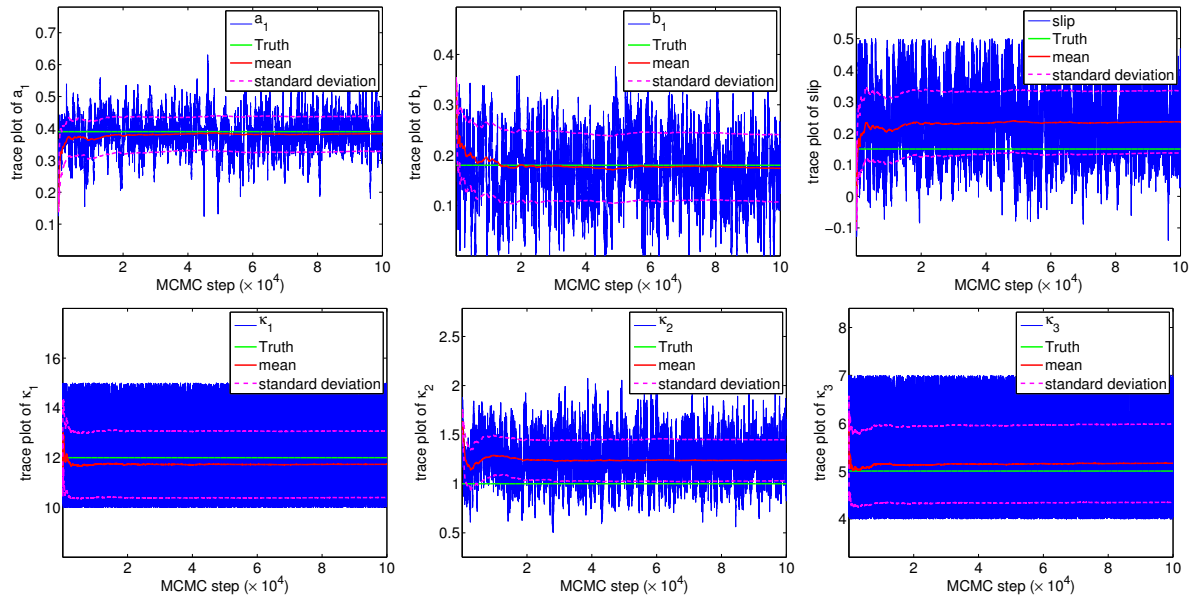 a1
Truth
mean
standard deviation
0.7
0.6
0.5
0.4
0.3
0.2
0.1
trace plot of a1
2
4
6
8
10
MCMC step (× 10^4)
b1
Truth
mean
standard deviation
0.4
0.3
0.2
0.1
trace plot of b1
2
4
6
8
10
MCMC step (× 10^4)
slip
Truth
mean
standard deviation
0.5
0.4
0.3
0.2
0.1
0
−0.1
trace plot of slip
2
4
6
8
10
MCMC step (× 10^4)
κ1
Truth
mean
standard deviation
16
14
12
10
trace plot of κ1
2
4
6
8
10
MCMC step (× 10^4)
κ2
Truth
mean
standard deviation
2.5
2
1.5
1
0.5
trace plot of κ2
2
4
6
8
10
MCMC step (× 10^4)
κ3
Truth
mean
standard deviation
8
7
6
5
4
trace plot of κ3
2
4
6
8
10
MCMC step (× 10^4)